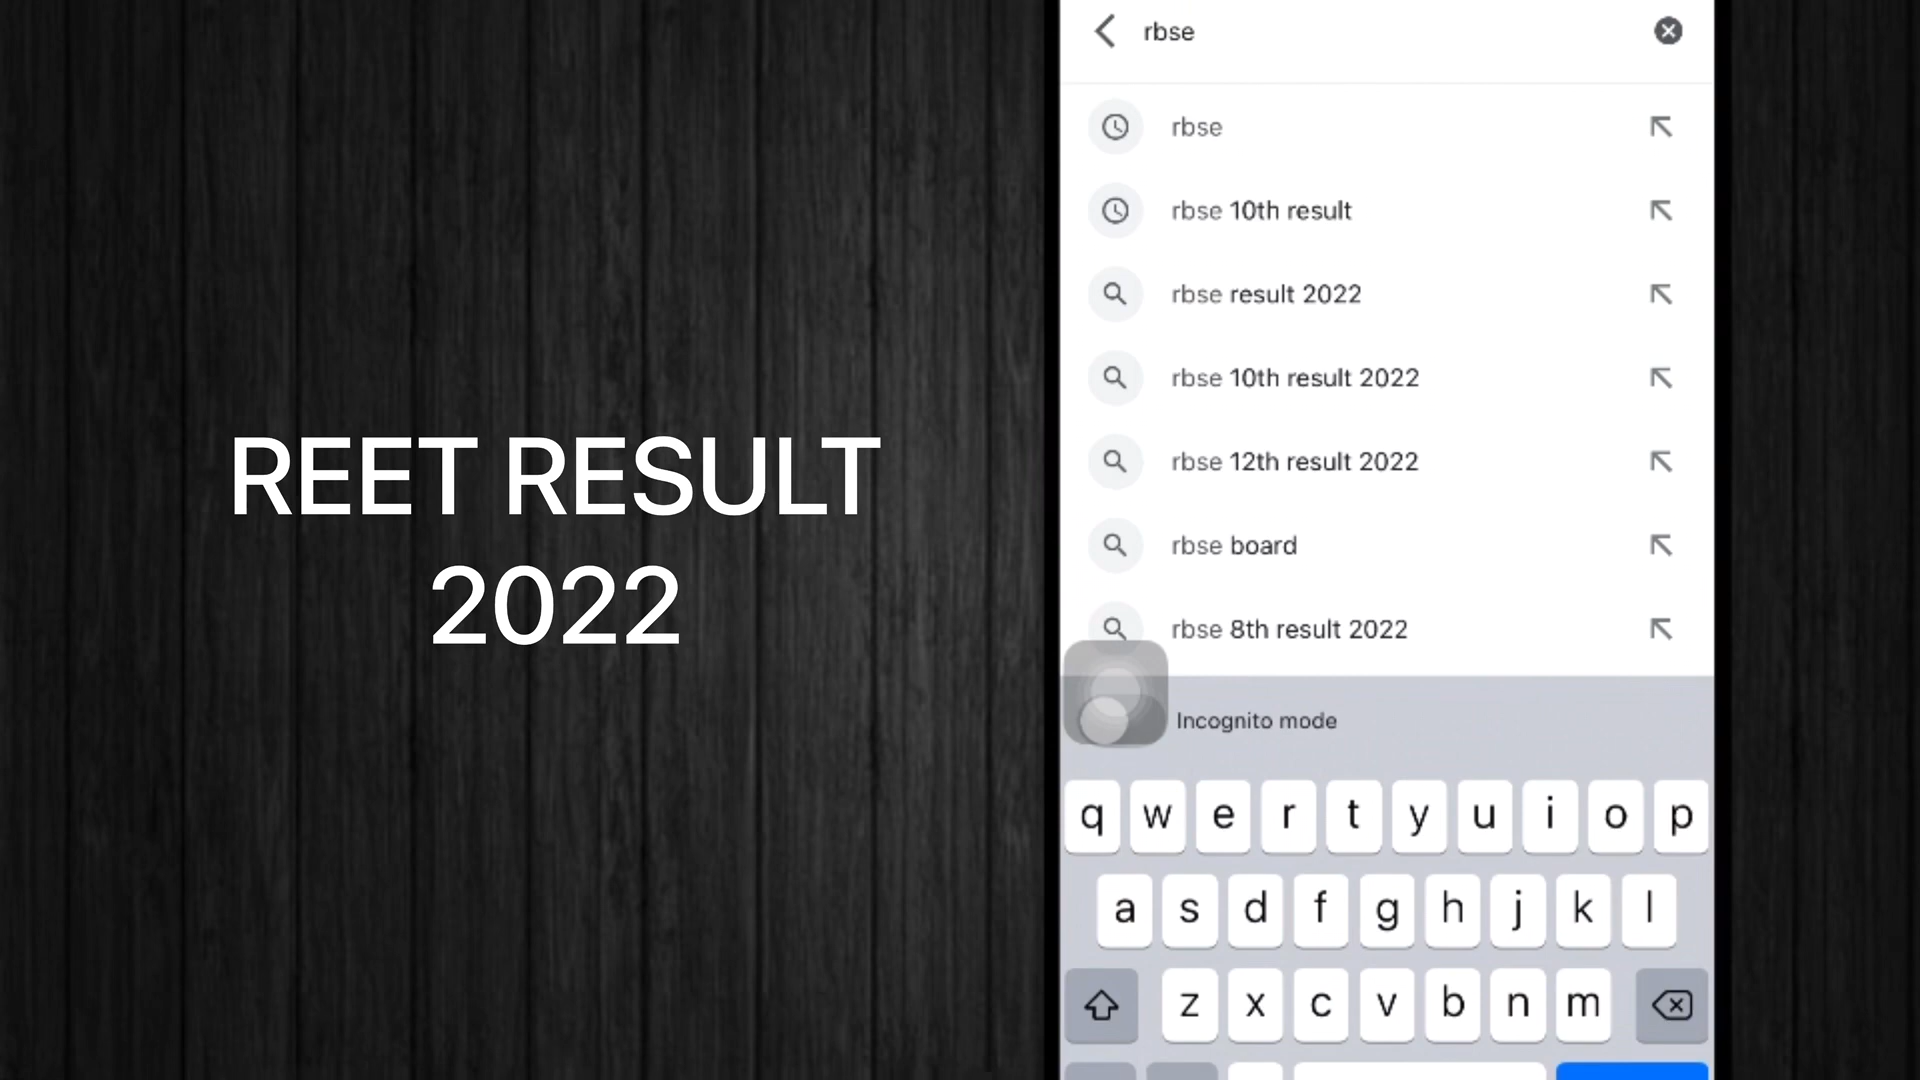 REET RESULT
2022
rbse
rbse
rbse 10th result
rbse result 2022
rbse 10th result 2022
rbse 12th result 2022
rbse board
rbse 8th result 2022
Incognito mode
q w e r t y u i o p
a s d f g h j k l
z x c v b n m